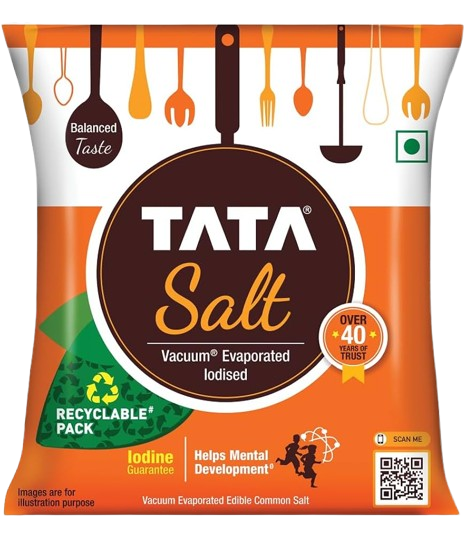 Balanced
Taste
TATA®
Salt
Vacuum® Evaporated
Iodised
OVER
40
YEARS OF
TRUST
RECYCLABLE#
PACK
Iodine
Guarantee
Helps Mental
Development^ø
SCAN ME
Images are for
illustration purpose
Vacuum Evaporated Edible Common Salt